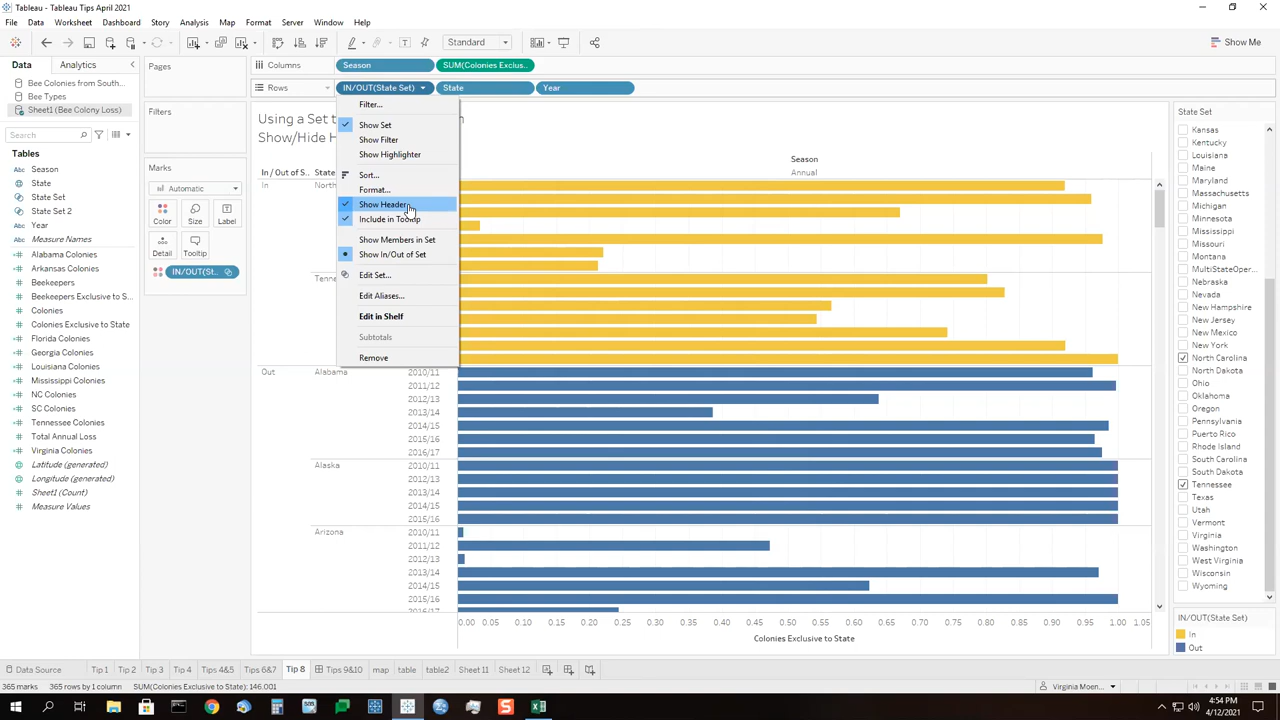 Tableau - Tableau Tips April 2021
File Data Worksheet Dashboard Story Analysis Map Format Server Window Help
Standard
Show Me
Data Analytics
Bee Colonies from South...
Bee Types
Sheet1 (Bee Colony Loss)
Search
Tables
Abc Season
Abc State
Abc State Set
Abc State Set 2
Abc Year
Abc Measure Names
Alabama Colonies
Arkansas Colonies
Beekeepers
Beekeepers Exclusive to S...
Colonies
Colonies Exclusive to State
Florida Colonies
Georgia Colonies
Louisiana Colonies
Mississippi Colonies
NC Colonies
SC Colonies
Tennessee Colonies
Total Annual Loss
Virginia Colonies
Latitude (generated)
Longitude (generated)
Sheet1 (Count)
Measure Values
Pages
Filters
Marks
Automatic
Color Size Label
Detail Tooltip
IN/OUT(St..
Columns Season SUM(Colonies Exclus..
Rows IN/OUT(State Set) State Year
Filter...
Show Set
Show Filter
Show Highlighter
Sort...
Format...
Show Header
Include in Tooltip
Show Members in Set
Show In/Out of Set
Edit Set...
Edit Aliases...
Edit in Shelf
Subtotals
Remove
Using a Set t
Show/Hide H
Season
In / Out of S.. State Annual
In North
Tenne
Out Alabama 2010/11
2011/12
2012/13
2013/14
2014/15
2015/16
2016/17
Alaska 2010/11
2012/13
2013/14
2014/15
2015/16
Arizona 2010/11
2011/12
2012/13
2013/14
2014/15
2015/16
2016/17
0.00 0.05 0.10 0.15 0.20 0.25 0.30 0.35 0.40 0.45 0.50 0.55 0.60 0.65 0.70 0.75 0.80 0.85 0.90 0.95 1.00 1.05
Colonies Exclusive to State
State Set
Kansas
Kentucky
Louisiana
Maine
Maryland
Massachusetts
Michigan
Minnesota
Mississippi
Missouri
Montana
MultiStateOper...
Nebraska
Nevada
New Hampshire
New Jersey
New Mexico
New York
North Carolina
North Dakota
Ohio
Oklahoma
Oregon
Pennsylvania
Puerto Rico
Rhode Island
South Carolina
South Dakota
Tennessee
Texas
Utah
Vermont
Virginia
Washington
West Virginia
Wisconsin
Wyoming
IN/OUT(State Set)
In
Out
Data Source Tip 1 Tip 2 Tip 3 Tip 4 Tips 4&5 Tips 6&7 Tip 8 Tips 9&10 map table table2 Sheet 11 Sheet 12
365 marks 365 rows by 1 column SUM(Colonies Exclusive to State): 146.001
Virginia Moen...
4:54 PM
4/12/2021